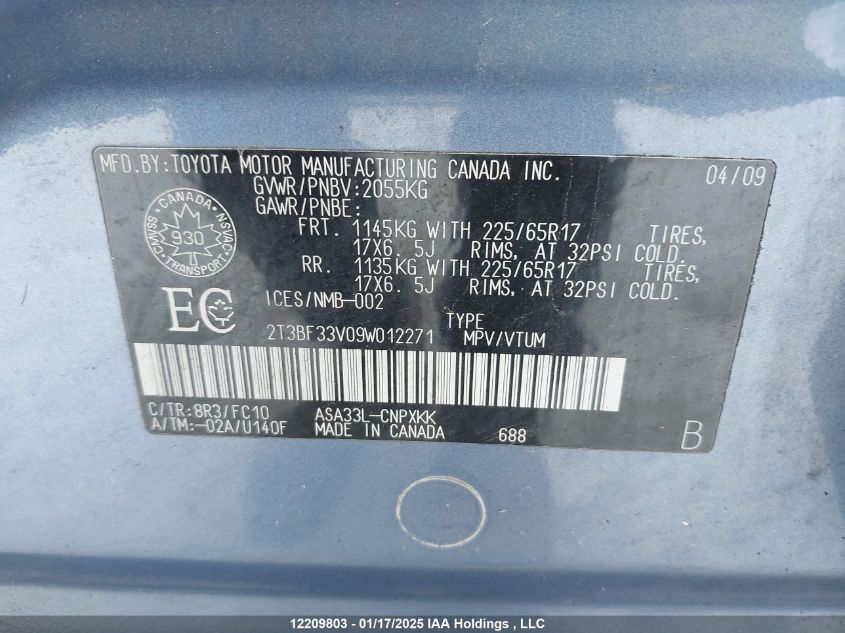 MFD.BY:TOYOTA MOTOR MANUFACTURING CANADA INC. 04/09
GVWR/PNBV:2055KG
GAWR/PNBE:
FRT. 1145KG WITH 225/65R17 TIRES,
17X6. 5J RIMS, AT 32PSI COLD.
RR. 1135KG WITH 225/65R17 TIRES,
17X6. 5J RIMS, AT 32PSI COLD.
CANADA
CMVSS 930 NSVAC
TRANSPORT
EC
ICES/NMB-002
2T3BF33V09W012271
TYPE
MPV/VTUM
C/TR:8R3/FC10
A/TM:-02A/U140F
ASA33L-CNPXKK
MADE IN CANADA
688
B
12209803 - 01/17/2025 IAA Holdings , LLC